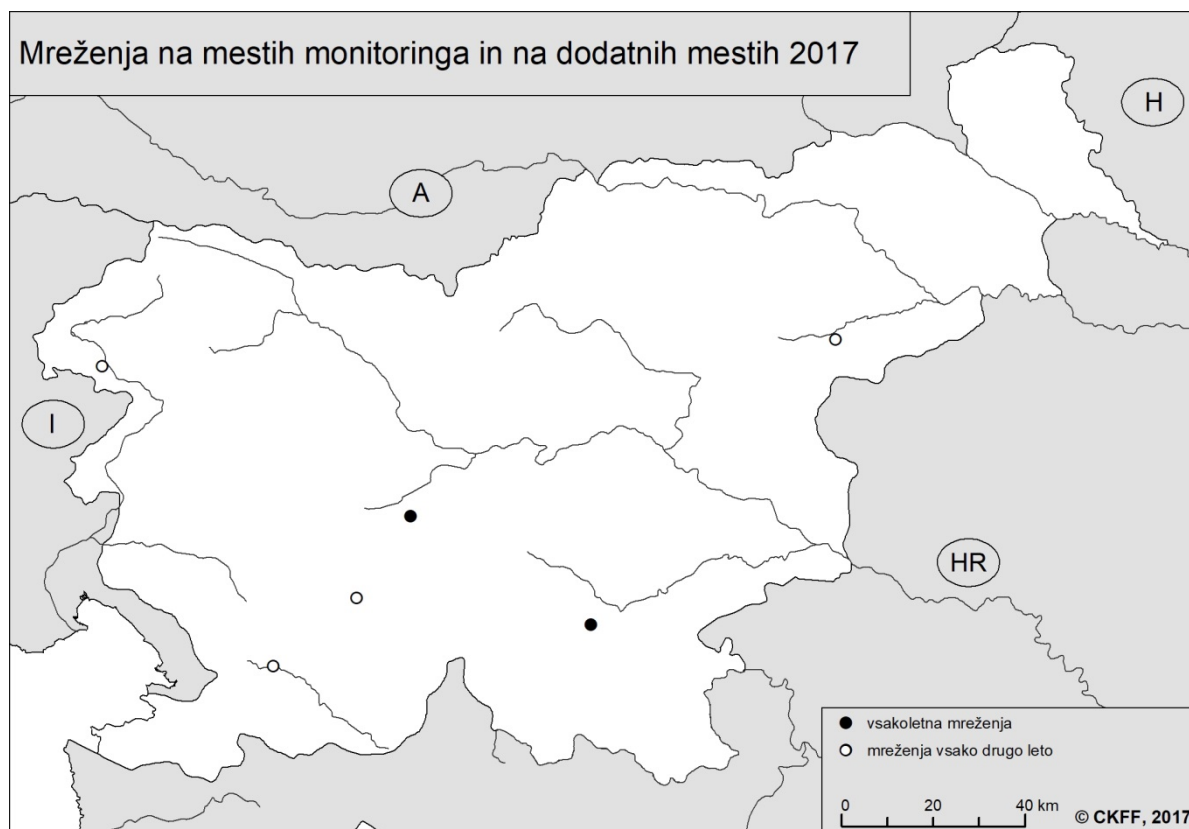 Mreženja na mestih monitoringa in na dodatnih mestih 2017
H
A
I
HR
vsakoletna mreženja
mreženja vsako drugo leto
0 20 40 km
© CKFF, 2017